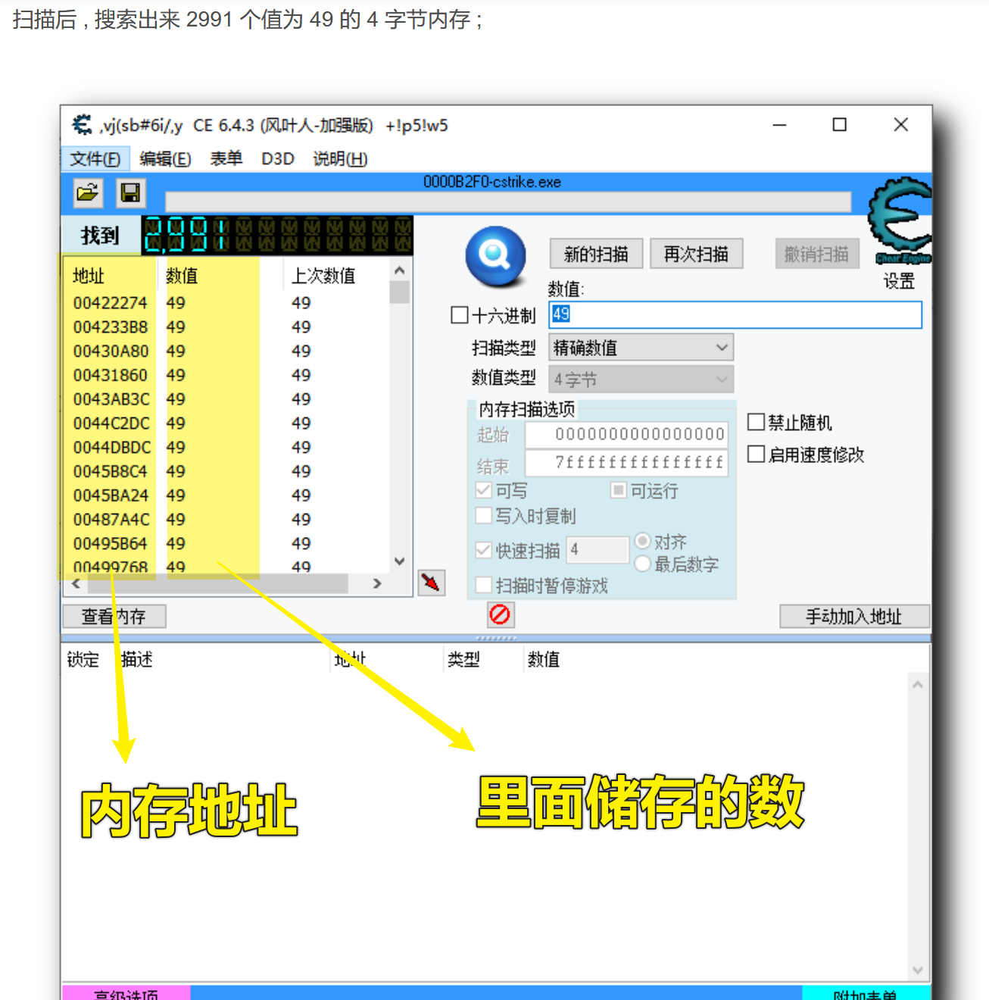 扫描后 , 搜索出来 2991 个值为 49 的 4 字节内存 ;
,vj(sb#6i/,y CE 6.4.3 (风叶人-加强版) +!p5!w5
文件(F) 编辑(E) 表单 D3D 说明(H)
0000B2F0-cstrike.exe
找到 2,991
地址 数值 上次数值
00422274 49 49
004233B8 49 49
00430A80 49 49
00431860 49 49
0043AB3C 49 49
0044C2DC 49 49
0044DBDC 49 49
0045B8C4 49 49
0045BA24 49 49
00487A4C 49 49
00495B64 49 49
00499768 49 49
新的扫描 再次扫描 撤销扫描
Cheat Engine
设置
数值:
十六进制 49
扫描类型 精确数值
数值类型 4 字节
内存扫描选项
起始 0000000000000000
结束 7fffffffffffffff
可写 可运行
写入时复制
快速扫描 4 对齐
最后数字
扫描时暂停游戏
禁止随机
启用速度修改
查看内存 手动加入地址
锁定 描述 地址 类型 数值
内存地址
里面储存的数
高级选项 附加表单